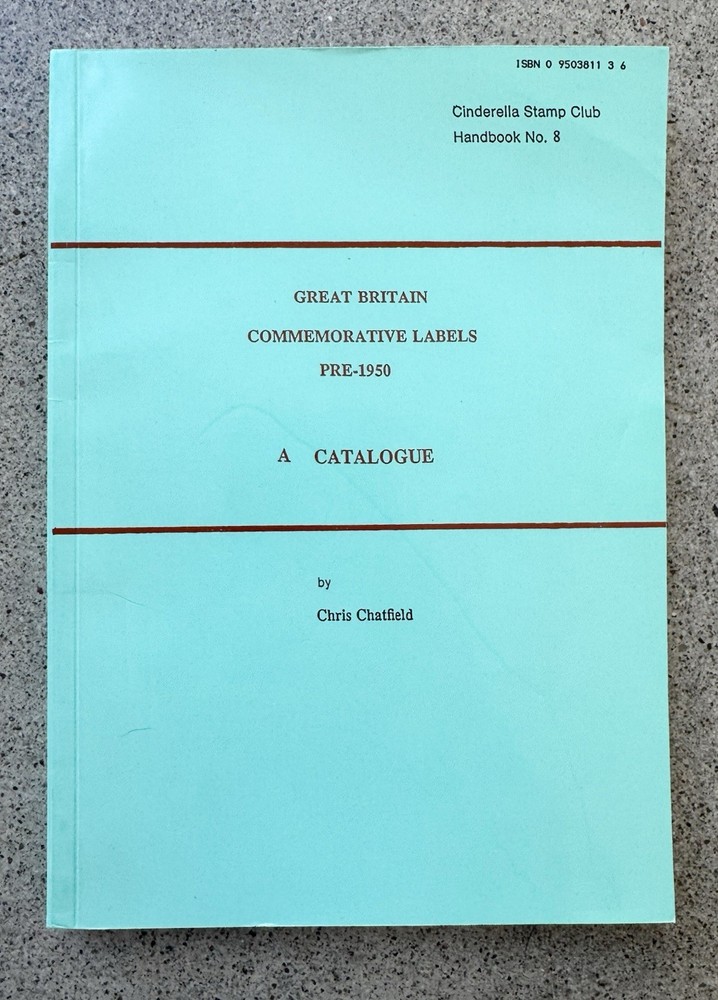 ISBN 0 9503811 3 6
Cinderella Stamp Club
Handbook No. 8
GREAT BRITAIN
COMMEMORATIVE LABELS
PRE-1950
A CATALOGUE
by
Chris Chatfield